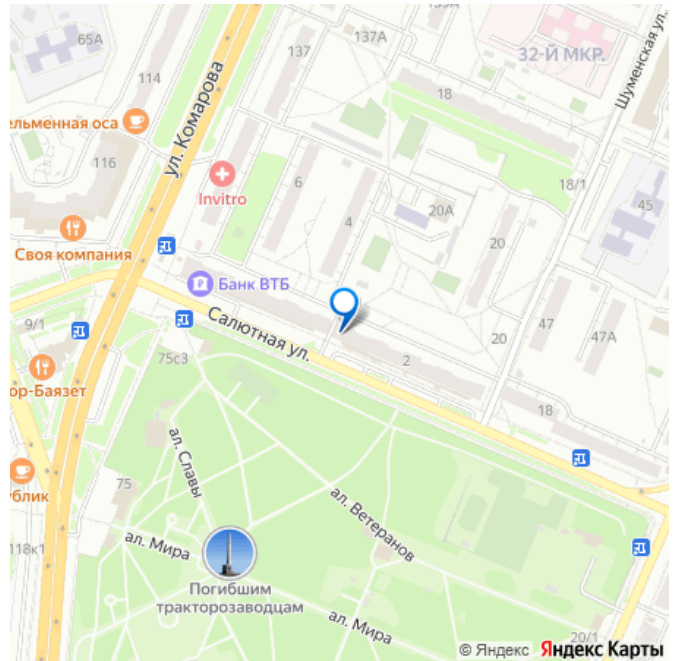 65А
137
137А
32-Й МКР.
Шуменская ул.
114
18
ельменная оса
ул. Комарова
116
6
Invitro
18/1
45
4
20А
20
Своя компания
Банк ВТБ
Салютная ул.
9/1
75с3
20
47
47А
ор-Баязет
2
18
ал. Славы
ублик
75
ал. Ветеранов
118к1
ал. Мира
Погибшим
тракторозаводцам
ал. Мира
20/1
© Яндекс Яндекс Карты